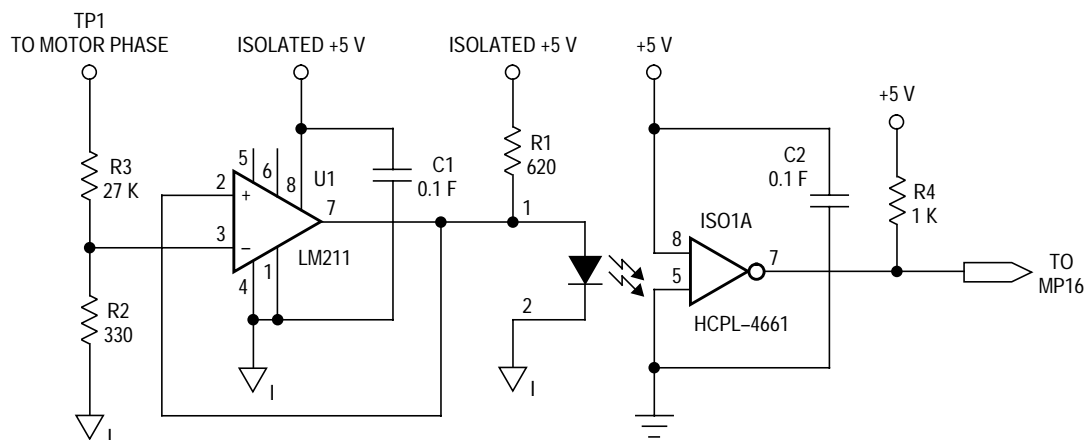 TP1
TO MOTOR PHASE
ISOLATED +5 V
ISOLATED +5 V
+5 V
+5 V
R3
27 K
5
6
8
U1
C1
0.1 F
R1
620
C2
0.1 F
R4
1 K
2
+
7
1
ISO1A
3
−
LM211
8
7
TO
MP16
1
4
5
R2
330
2
HCPL–4661
I
I
I